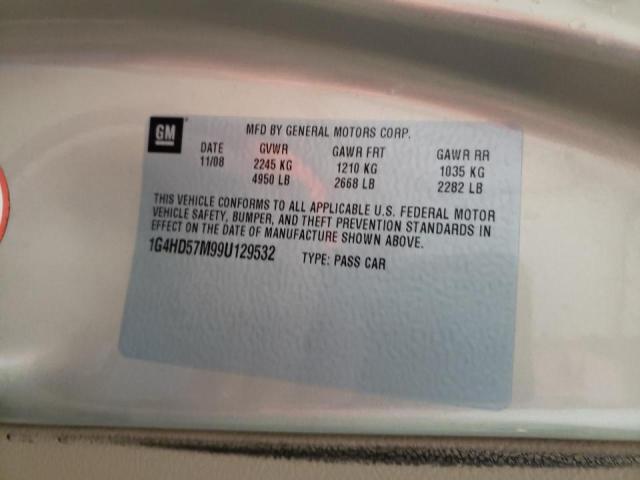 GM
MFD BY GENERAL MOTORS CORP.
DATE GVWR GAWR FRT GAWR RR
11/08 2245 KG 1210 KG 1035 KG
4950 LB 2668 LB 2282 LB
THIS VEHICLE CONFORMS TO ALL APPLICABLE U.S. FEDERAL MOTOR
VEHICLE SAFETY, BUMPER, AND THEFT PREVENTION STANDARDS IN
EFFECT ON THE DATE OF MANUFACTURE SHOWN ABOVE.
1G4HD57M99U129532 TYPE: PASS CAR